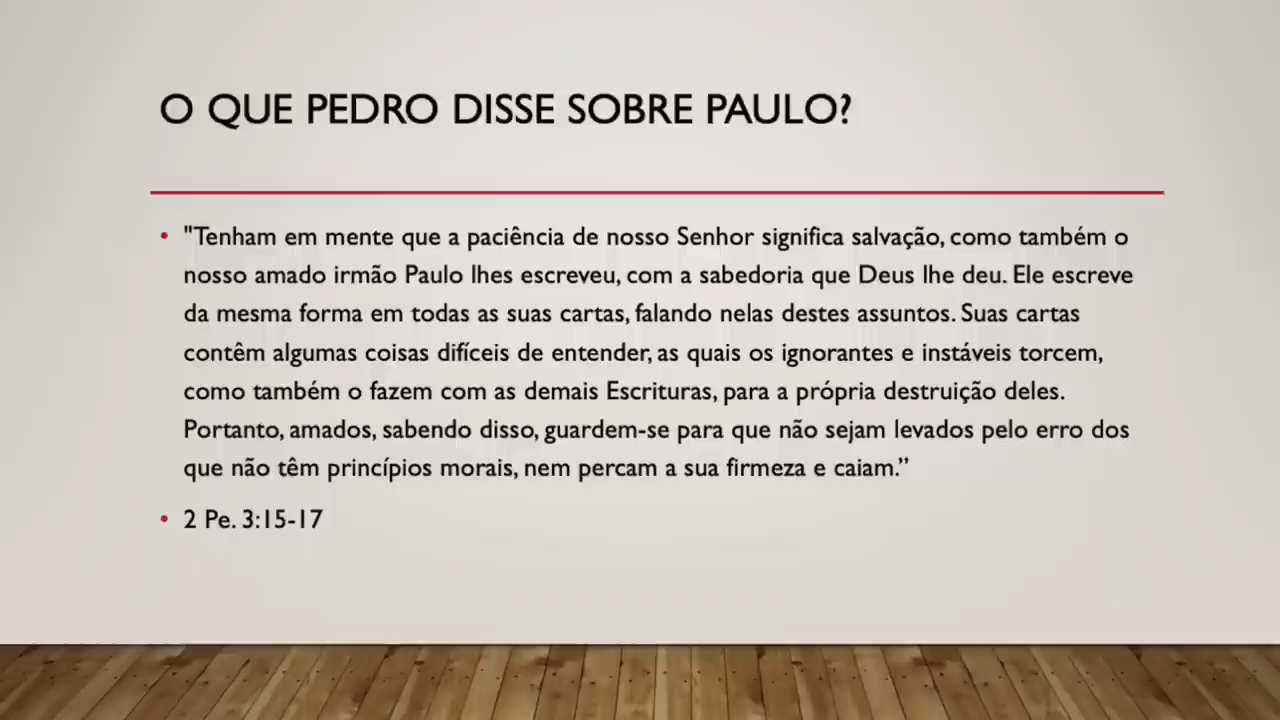 O QUE PEDRO DISSE SOBRE PAULO?
• "Tenham em mente que a paciência de nosso Senhor significa salvação, como também o
nosso amado irmão Paulo lhes escreveu, com a sabedoria que Deus lhe deu. Ele escreve
da mesma forma em todas as suas cartas, falando nelas destes assuntos. Suas cartas
contêm algumas coisas difíceis de entender, as quais os ignorantes e instáveis torcem,
como também o fazem com as demais Escrituras, para a própria destruição deles.
Portanto, amados, sabendo disso, guardem-se para que não sejam levados pelo erro dos
que não têm princípios morais, nem percam a sua firmeza e caiam.”
• 2 Pe. 3:15-17